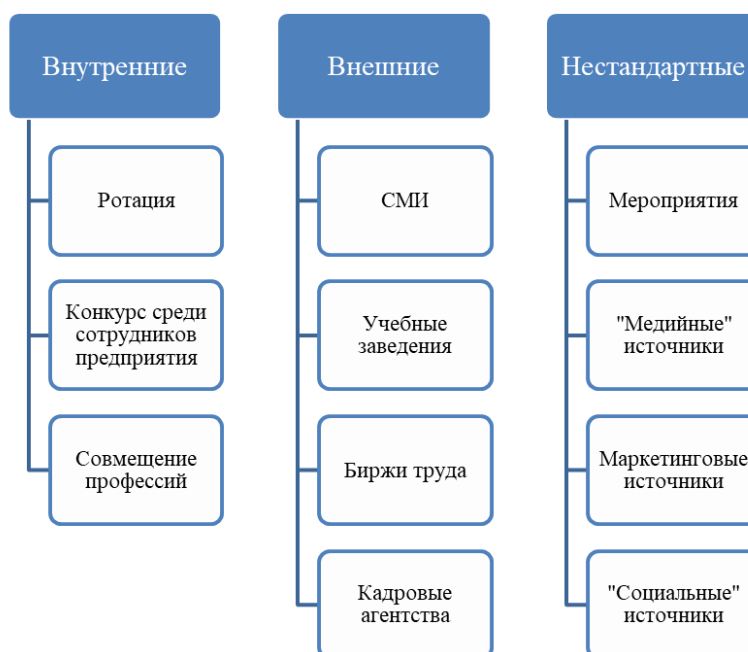 Внутренние
Ротация
Конкурс среди
сотрудников
предприятия
Совмещение
профессий
Внешние
СМИ
Учебные
заведения
Биржи труда
Кадровые
агентства
Нестандартные
Мероприятия
"Медийные"
источники
Маркетинговые
источники
"Социальные"
источники